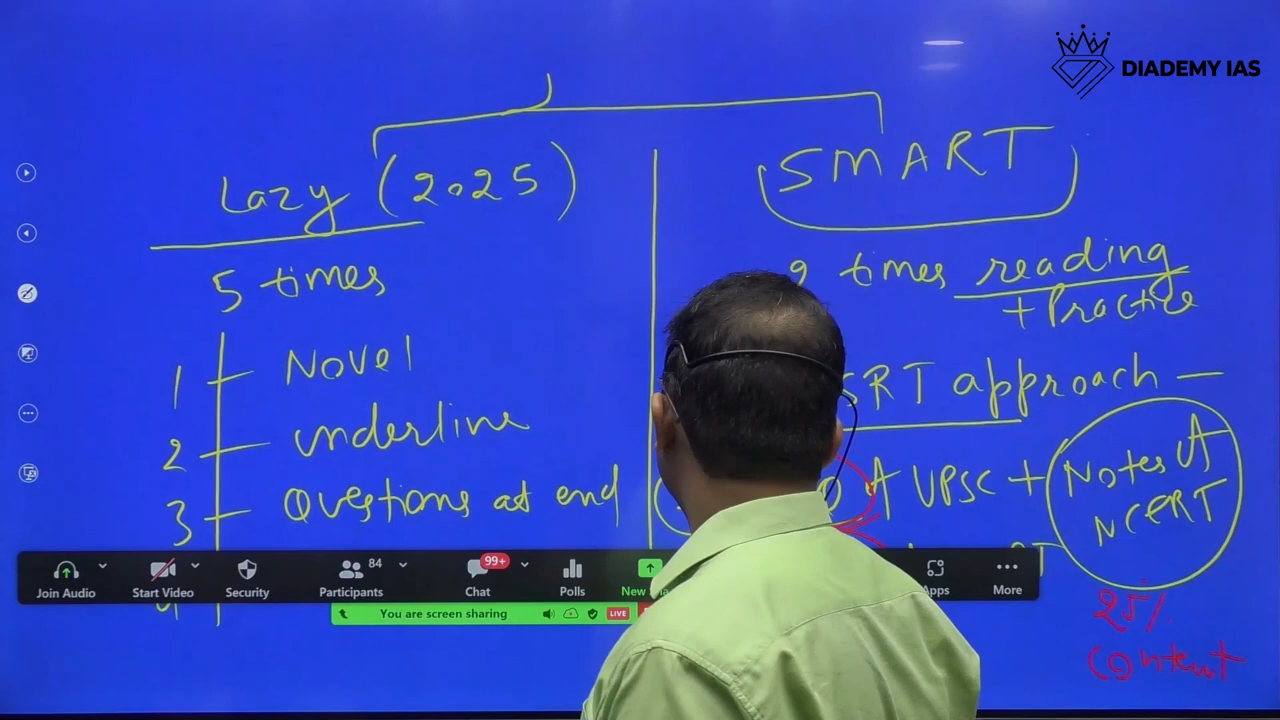 DIADEMY IAS
Lazy (2025)
5 times
1 Novel
2 underline
3 Questions at end
SMART
2 times reading
+ Practice
approach —
UPSC + Notes of
NCERT
25%
Content
Join Audio
Start Video
Security
Participants 84
Chat 99+
Polls
Apps
More
You are screen sharing LIVE